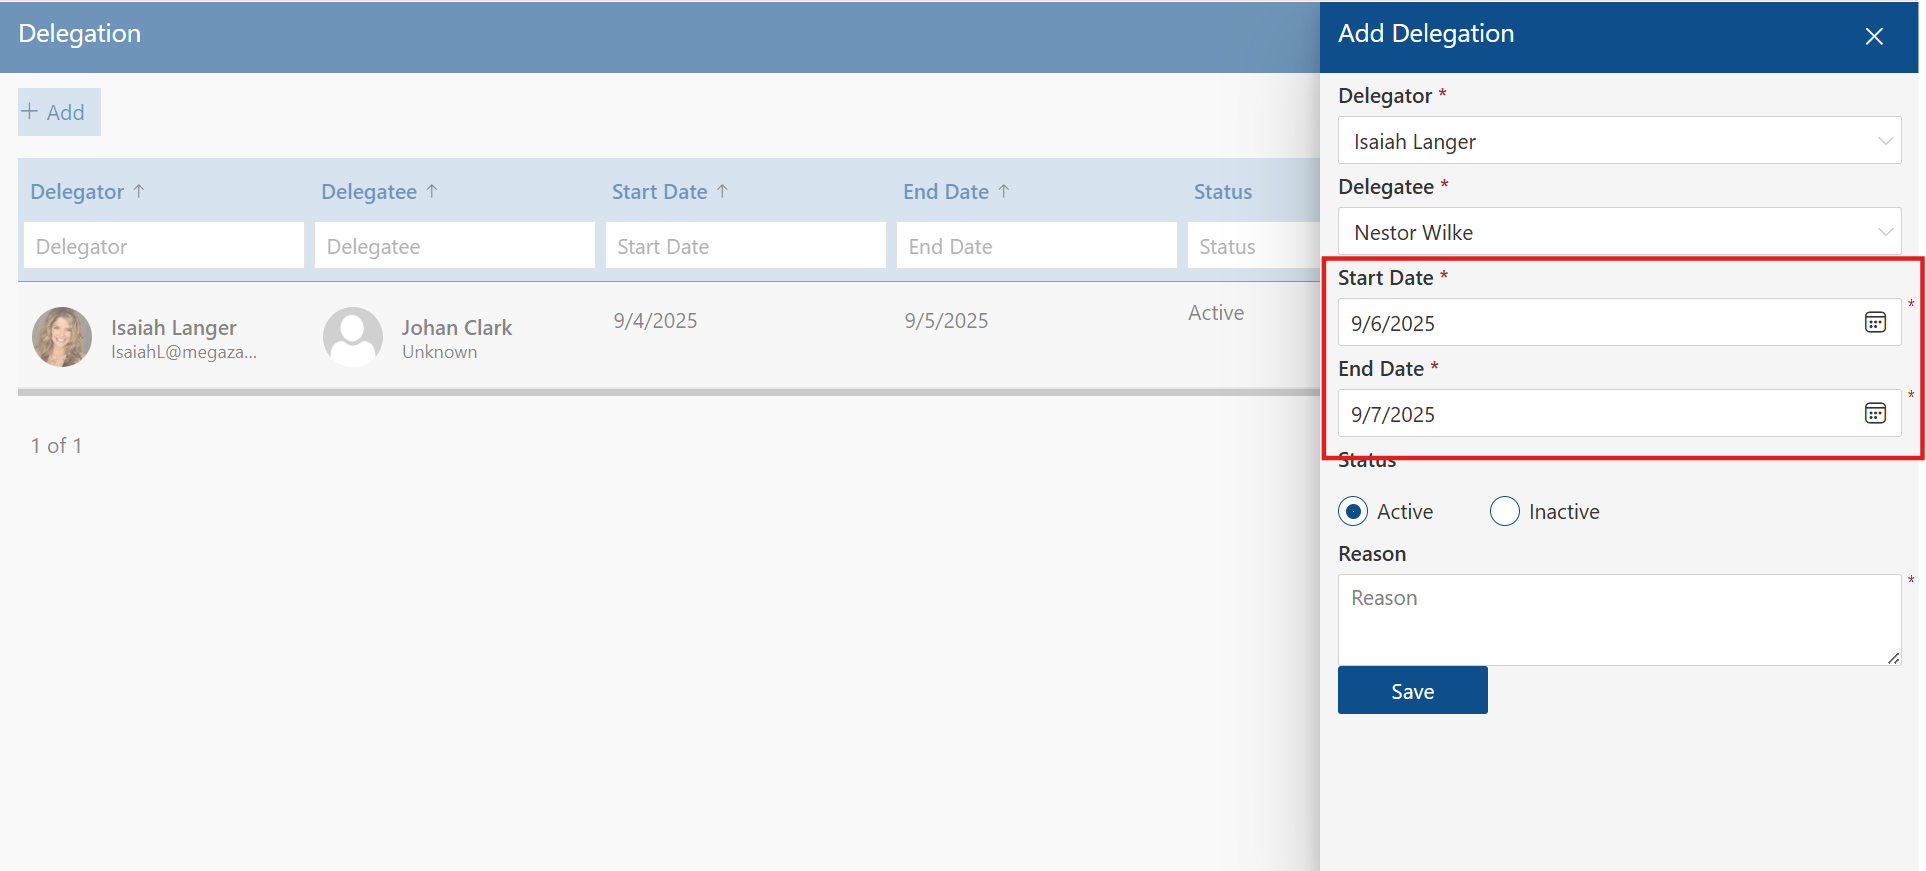 Delegation
+ Add
Delegator ↑ Delegatee ↑ Start Date ↑ End Date ↑ Status
Delegator Delegatee Start Date End Date Status
Isaiah Langer
IsaiahL@megaza...
Johan Clark
Unknown
9/4/2025 9/5/2025 Active
1 of 1
Add Delegation
Delegator *
Isaiah Langer
Delegatee *
Nestor Wilke
Start Date *
9/6/2025 *
End Date *
9/7/2025 *
Status
Active Inactive
Reason
Reason *
Save